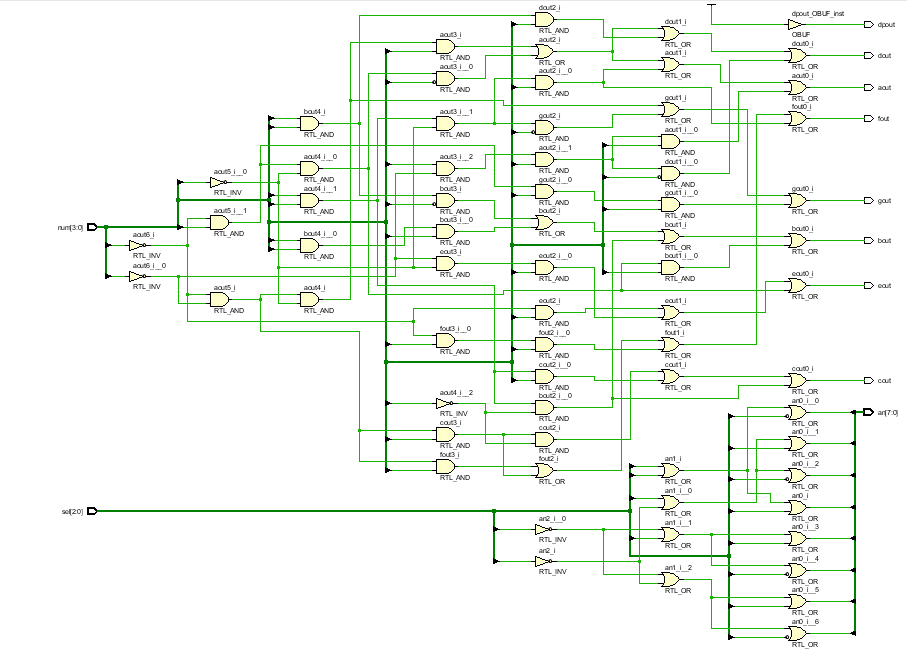 num[3:0]
sel[2:0]
aout6_i
RTL_INV
aout6_i__0
RTL_INV
aout5_i__0
RTL_INV
aout5_i__1
RTL_AND
aout5_i
RTL_AND
bout4_i
RTL_AND
aout4_i__0
RTL_AND
aout4_i__1
RTL_AND
bout4_i__0
RTL_AND
aout4_i
RTL_AND
aout3_i
RTL_AND
aout3_i__0
RTL_AND
aout3_i__1
RTL_AND
aout3_i__2
RTL_AND
bout3_i
RTL_AND
bout3_i__0
RTL_AND
eout3_i
RTL_AND
fout3_i__0
RTL_AND
aout4_i__2
RTL_INV
cout3_i
RTL_AND
fout3_i
RTL_AND
dout2_i
RTL_AND
aout2_i
RTL_OR
aout2_i__0
RTL_AND
gout2_i
RTL_AND
aout2_i__1
RTL_AND
gout2_i__0
RTL_AND
bout2_i
RTL_OR
eout2_i__0
RTL_AND
eout2_i
RTL_AND
fout2_i__0
RTL_AND
cout2_i__0
RTL_AND
bout2_i__0
RTL_AND
cout2_i
RTL_AND
fout2_i
RTL_OR
an2_i__0
RTL_INV
an2_i
RTL_INV
dout1_i
RTL_OR
aout1_i
RTL_OR
gout1_i
RTL_OR
aout1_i__0
RTL_AND
dout1_i__0
RTL_AND
gout1_i__0
RTL_AND
bout1_i
RTL_OR
bout1_i__0
RTL_AND
eout1_i
RTL_OR
fout1_i
RTL_OR
cout1_i
RTL_OR
an1_i
RTL_OR
an1_i__0
RTL_OR
an1_i__1
RTL_OR
an1_i__2
RTL_OR
dpout_OBUF_inst
OBUF
dout0_i
RTL_OR
aout0_i
RTL_OR
fout0_i
RTL_OR
gout0_i
RTL_OR
bout0_i
RTL_OR
eout0_i
RTL_OR
cout0_i
RTL_OR
an0_i__0
RTL_OR
an0_i__1
RTL_OR
an0_i__2
RTL_OR
an0_i
RTL_OR
an0_i__3
RTL_OR
an0_i__4
RTL_OR
an0_i__5
RTL_OR
an0_i__6
RTL_OR
dpout
dout
aout
fout
gout
bout
eout
cout
an[7:0]